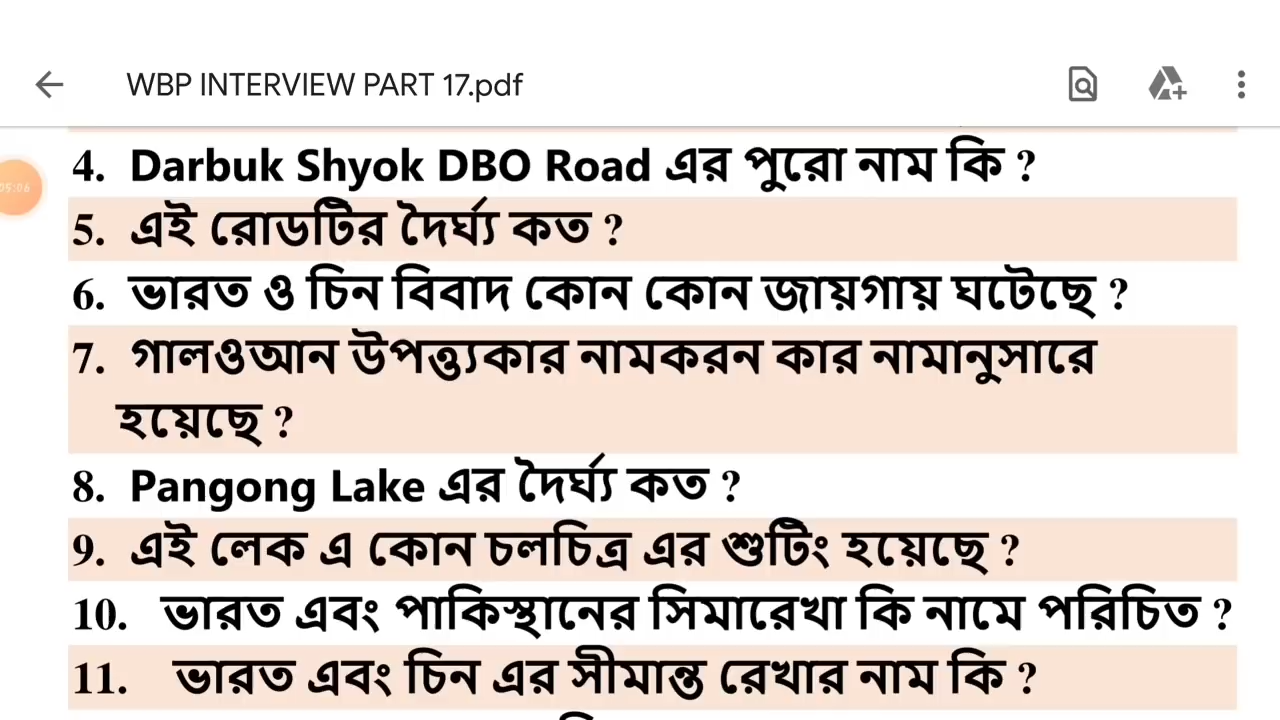 WBP INTERVIEW PART 17.pdf
05:06
4. Darbuk Shyok DBO Road এর পুরো নাম কি ?
5. এই রোডটির দৈর্ঘ্য কত ?
6. ভারত ও চিন বিবাদ কোন কোন জায়গায় ঘটেছে ?
7. গালওআন উপত্ত্যকার নামকরন কার নামানুসারে
হয়েছে ?
8. Pangong Lake এর দৈর্ঘ্য কত ?
9. এই লেক এ কোন চলচিত্র এর শুটিং হয়েছে ?
10. ভারত এবং পাকিস্থানের সিমারেখা কি নামে পরিচিত ?
11. ভারত এবং চিন এর সীমান্ত রেখার নাম কি ?